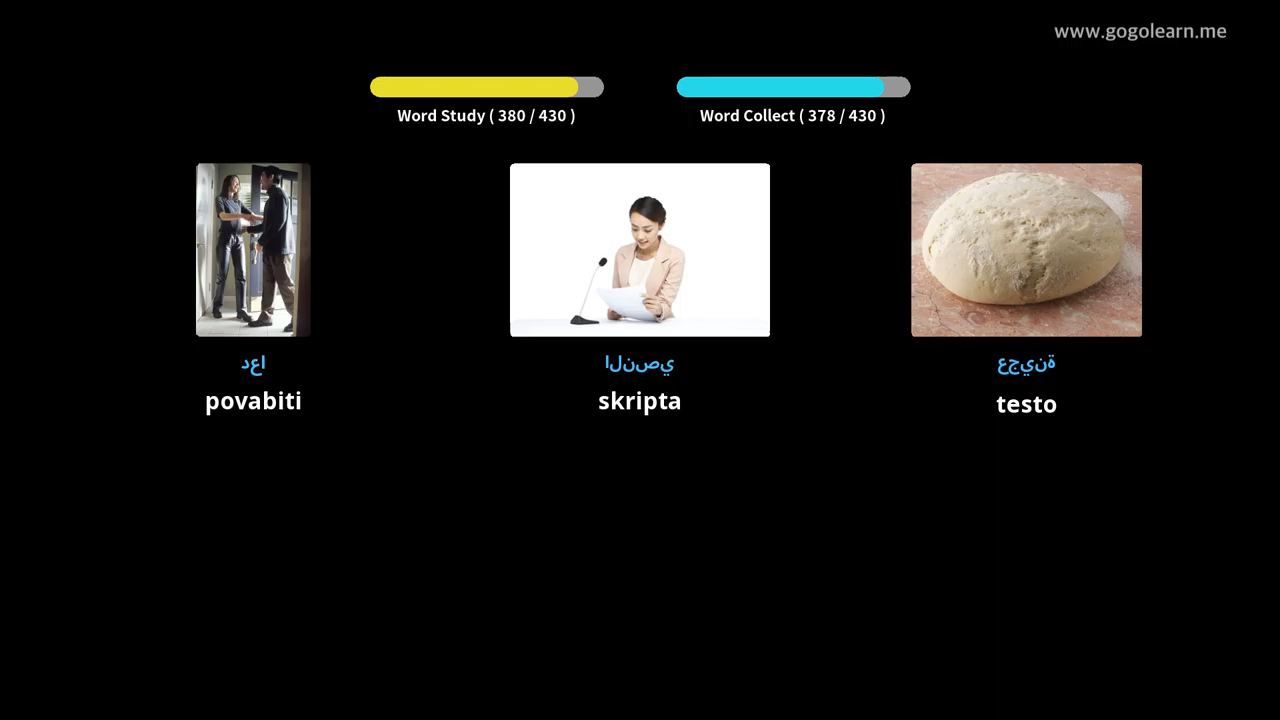 www.gogolearn.me
Word Study ( 380 / 430 )
Word Collect ( 378 / 430 )
دعا
النصي
عجينة
povabiti
skripta
testo